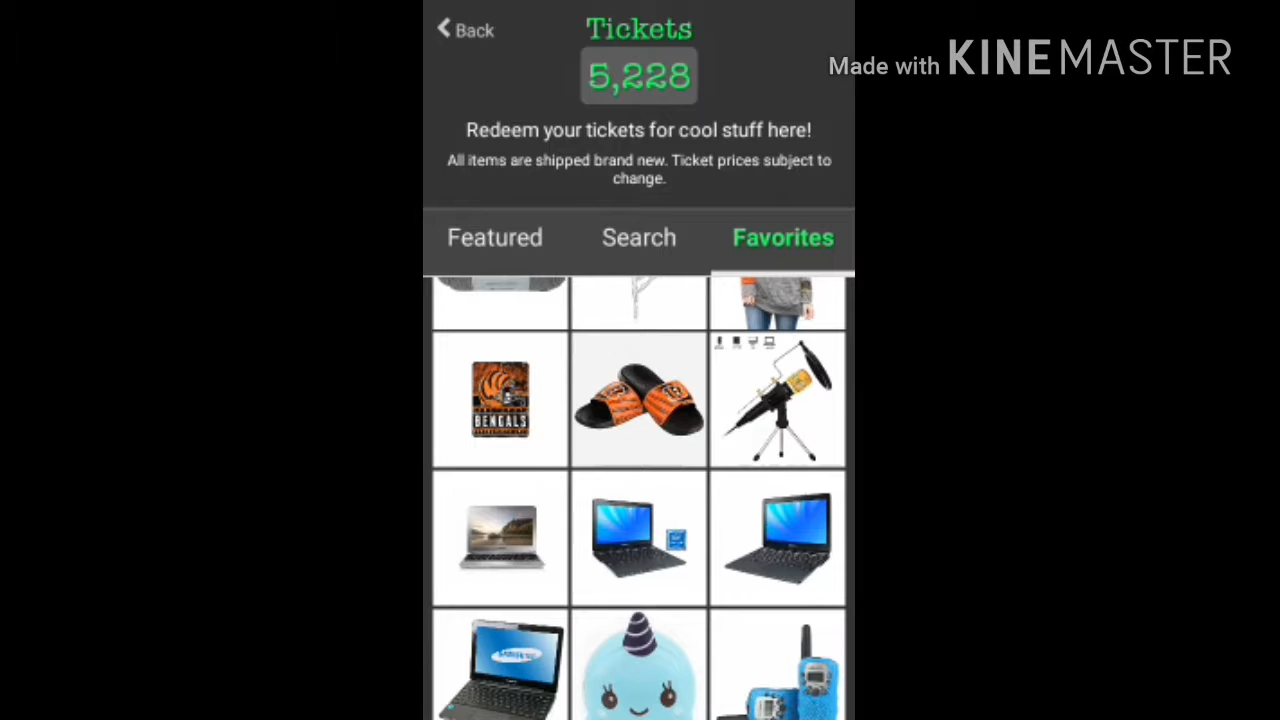 Back
Tickets
5,228
Made with KINEMASTER
Redeem your tickets for cool stuff here!
All items are shipped brand new. Ticket prices subject to
change.
Featured Search Favorites
BENGALS